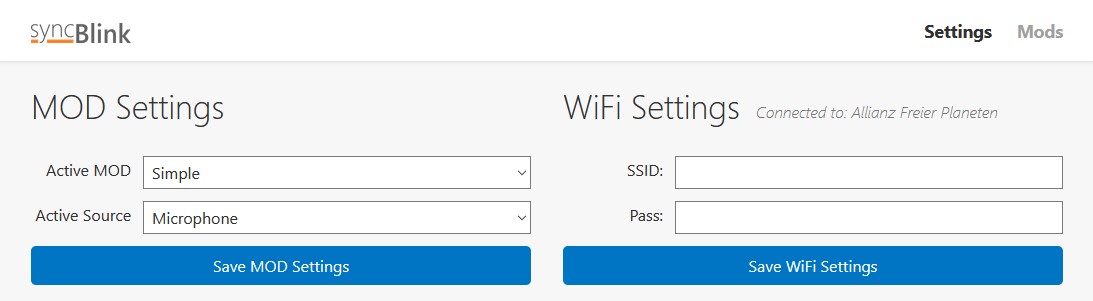 syncBlink
Settings Mods
MOD Settings
Active MOD Simple
Active Source Microphone
Save MOD Settings
WiFi Settings Connected to: Allianz Freier Planeten
SSID:
Pass:
Save WiFi Settings